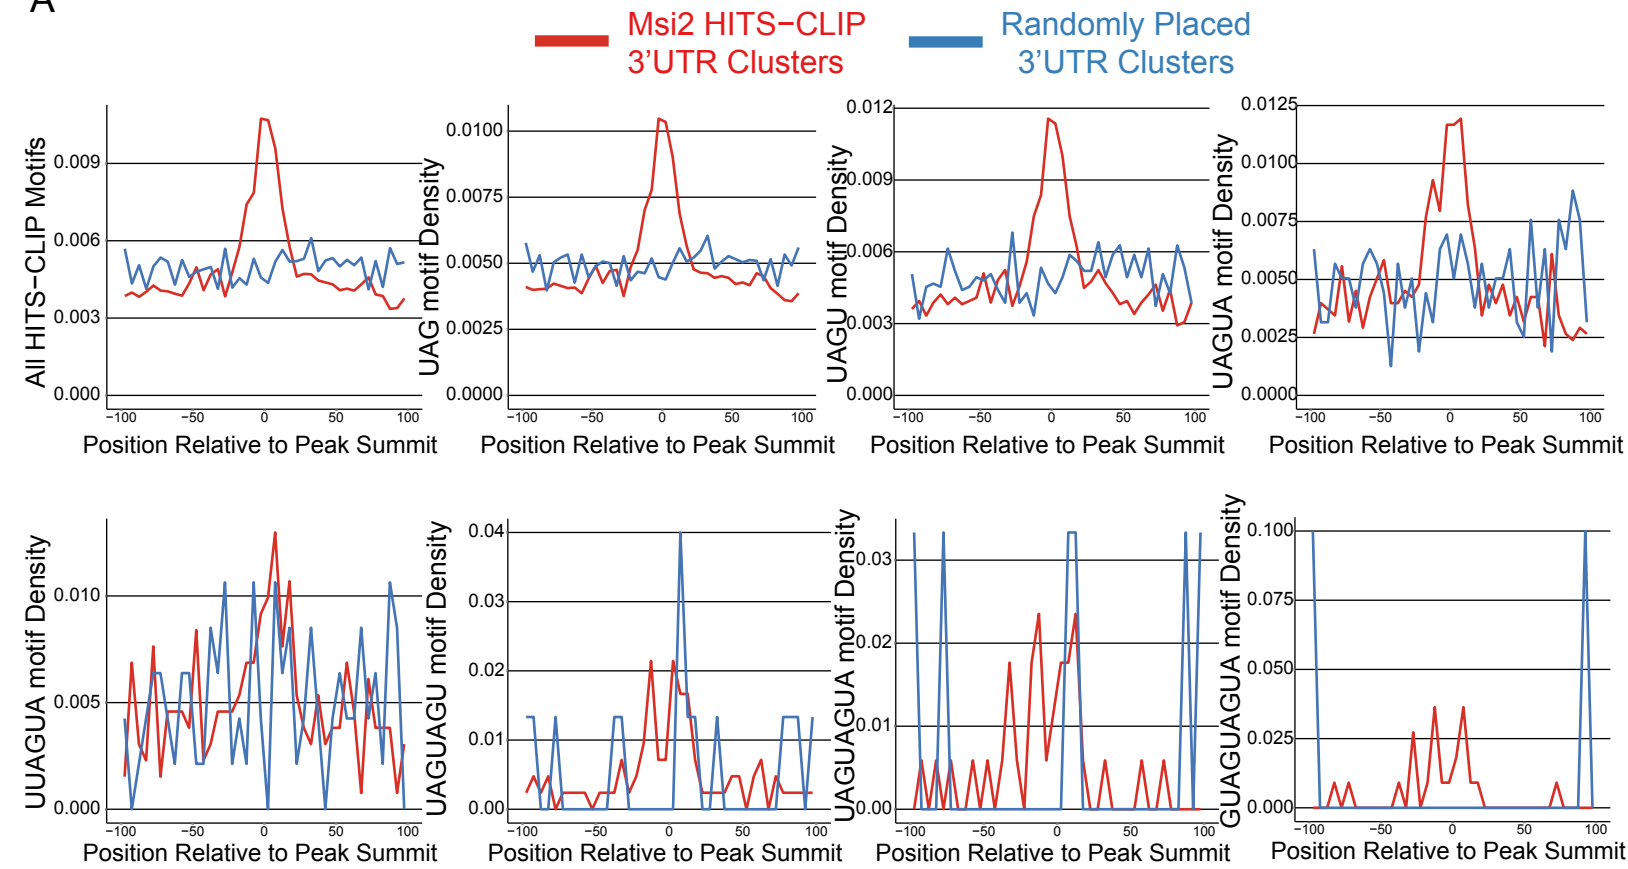 A
Msi2 HITS−CLIP
3’UTR Clusters
Randomly Placed
3’UTR Clusters
All HITS−CLIP Motifs
0.009
0.006
0.003
0.000
−100 −50 0 50 100
Position Relative to Peak Summit
UAG motif Density
0.0100
0.0075
0.0050
0.0025
0.0000
−100 −50 0 50 100
Position Relative to Peak Summit
UAGU motif Density
0.012
0.009
0.006
0.003
0.000
−100 −50 0 50 100
Position Relative to Peak Summit
UAGUA motif Density
0.0125
0.0100
0.0075
0.0050
0.0025
0.0000
−100 −50 0 50 100
Position Relative to Peak Summit
UUAGUA motif Density
0.010
0.005
0.000
−100 −50 0 50 100
Position Relative to Peak Summit
UAGUAGU motif Density
0.04
0.03
0.02
0.01
0.00
−100 −50 0 50 100
Position Relative to Peak Summit
UAGUAGUA motif Density
0.03
0.02
0.01
0.00
−100 −50 0 50 100
Position Relative to Peak Summit
GUAGUAGUA motif Density
0.100
0.075
0.050
0.025
0.000
−100 −50 0 50 100
Position Relative to Peak Summit